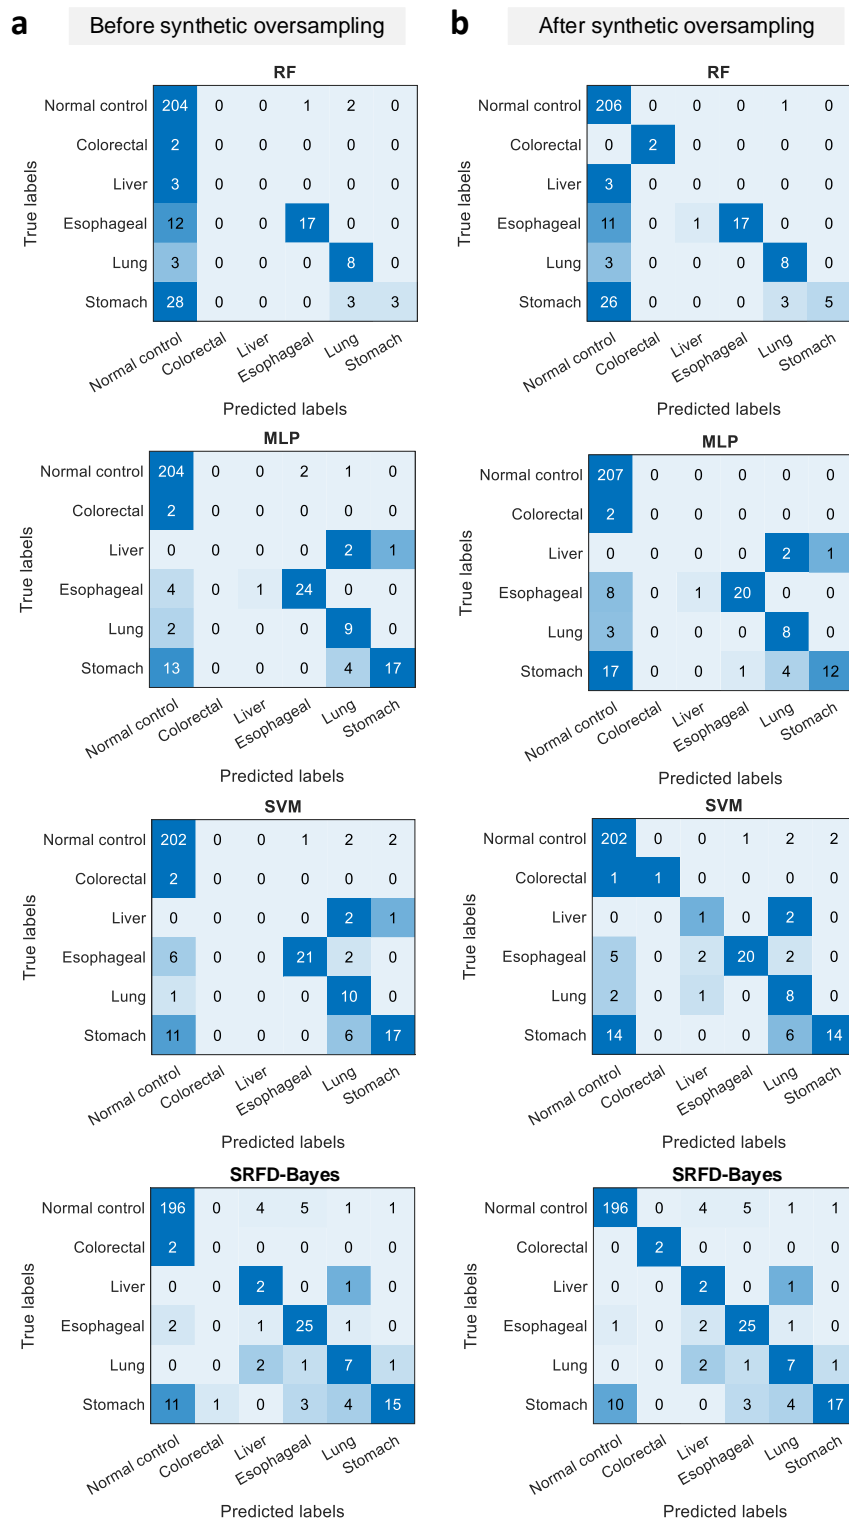 a Before synthetic oversampling
RF
True labels
Normal control 204 0 0 1 2 0
Colorectal 2 0 0 0 0 0
Liver 3 0 0 0 0 0
Esophageal 12 0 0 17 0 0
Lung 3 0 0 0 8 0
Stomach 28 0 0 0 3 3
Normal control Colorectal Liver Esophageal Lung Stomach
Predicted labels
MLP
True labels
Normal control 204 0 0 2 1 0
Colorectal 2 0 0 0 0 0
Liver 0 0 0 0 2 1
Esophageal 4 0 1 24 0 0
Lung 2 0 0 0 9 0
Stomach 13 0 0 0 4 17
Normal control Colorectal Liver Esophageal Lung Stomach
Predicted labels
SVM
True labels
Normal control 202 0 0 1 2 2
Colorectal 2 0 0 0 0 0
Liver 0 0 0 0 2 1
Esophageal 6 0 0 21 2 0
Lung 1 0 0 0 10 0
Stomach 11 0 0 0 6 17
Normal control Colorectal Liver Esophageal Lung Stomach
Predicted labels
SRFD-Bayes
True labels
Normal control 196 0 4 5 1 1
Colorectal 2 0 0 0 0 0
Liver 0 0 2 0 1 0
Esophageal 2 0 1 25 1 0
Lung 0 0 2 1 7 1
Stomach 11 1 0 3 4 15
Normal control Colorectal Liver Esophageal Lung Stomach
Predicted labels
b After synthetic oversampling
RF
True labels
Normal control 206 0 0 0 1 0
Colorectal 0 2 0 0 0 0
Liver 3 0 0 0 0 0
Esophageal 11 0 1 17 0 0
Lung 3 0 0 0 8 0
Stomach 26 0 0 0 3 5
Normal control Colorectal Liver Esophageal Lung Stomach
Predicted labels
MLP
True labels
Normal control 207 0 0 0 0 0
Colorectal 2 0 0 0 0 0
Liver 0 0 0 0 2 1
Esophageal 8 0 1 20 0 0
Lung 3 0 0 0 8 0
Stomach 17 0 0 1 4 12
Normal control Colorectal Liver Esophageal Lung Stomach
Predicted labels
SVM
True labels
Normal control 202 0 0 1 2 2
Colorectal 1 1 0 0 0 0
Liver 0 0 1 0 2 0
Esophageal 5 0 2 20 2 0
Lung 2 0 1 0 8 0
Stomach 14 0 0 0 6 14
Normal control Colorectal Liver Esophageal Lung Stomach
Predicted labels
SRFD-Bayes
True labels
Normal control 196 0 4 5 1 1
Colorectal 0 2 0 0 0 0
Liver 0 0 2 0 1 0
Esophageal 1 0 2 25 1 0
Lung 0 0 2 1 7 1
Stomach 10 0 0 3 4 17
Normal control Colorectal Liver Esophageal Lung Stomach
Predicted labels